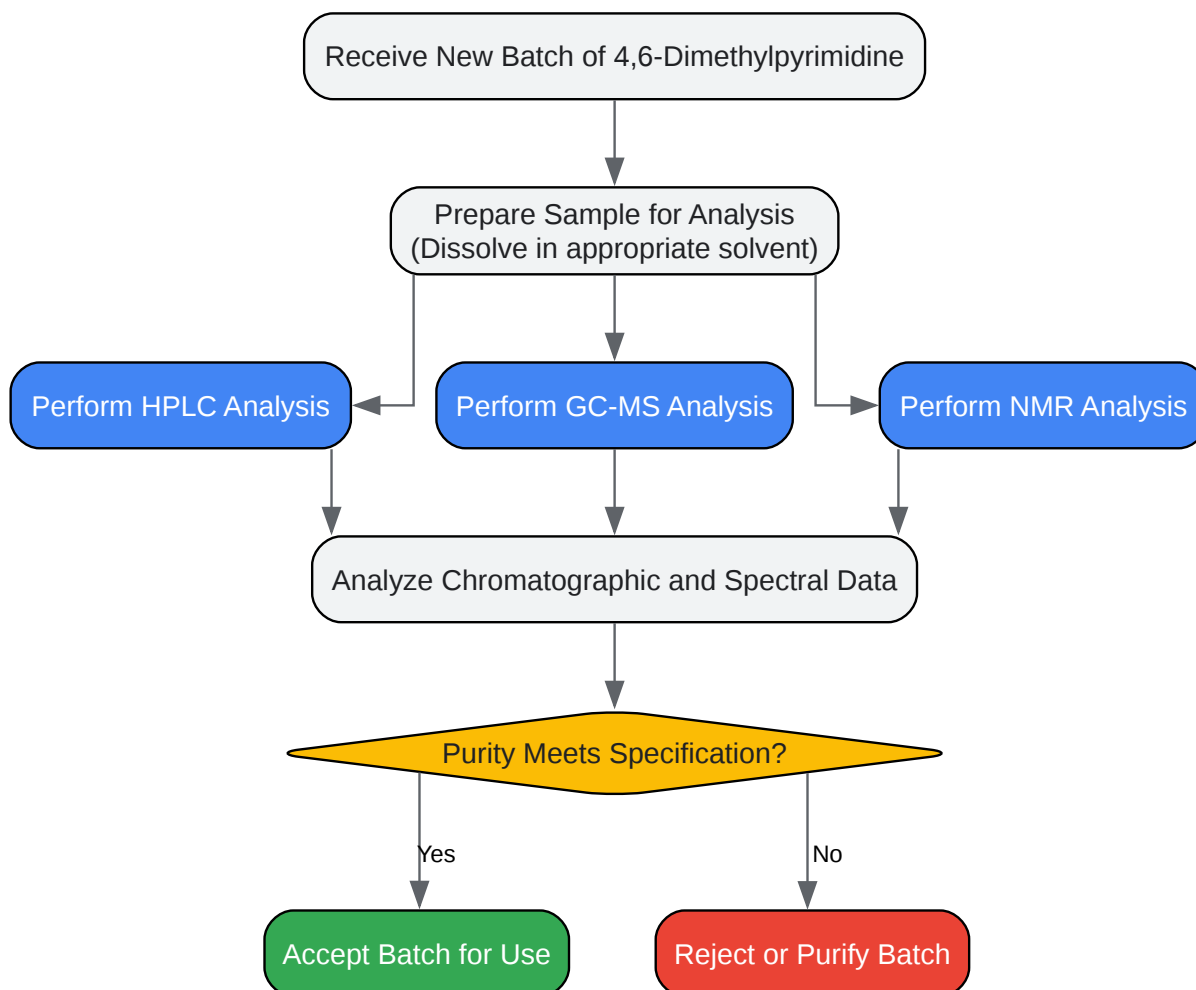 Receive New Batch of 4,6-Dimethylpyrimidine
Prepare Sample for Analysis
(Dissolve in appropriate solvent)
Perform HPLC Analysis
Perform GC-MS Analysis
Perform NMR Analysis
Analyze Chromatographic and Spectral Data
Purity Meets Specification?
Yes
No
Accept Batch for Use
Reject or Purify Batch